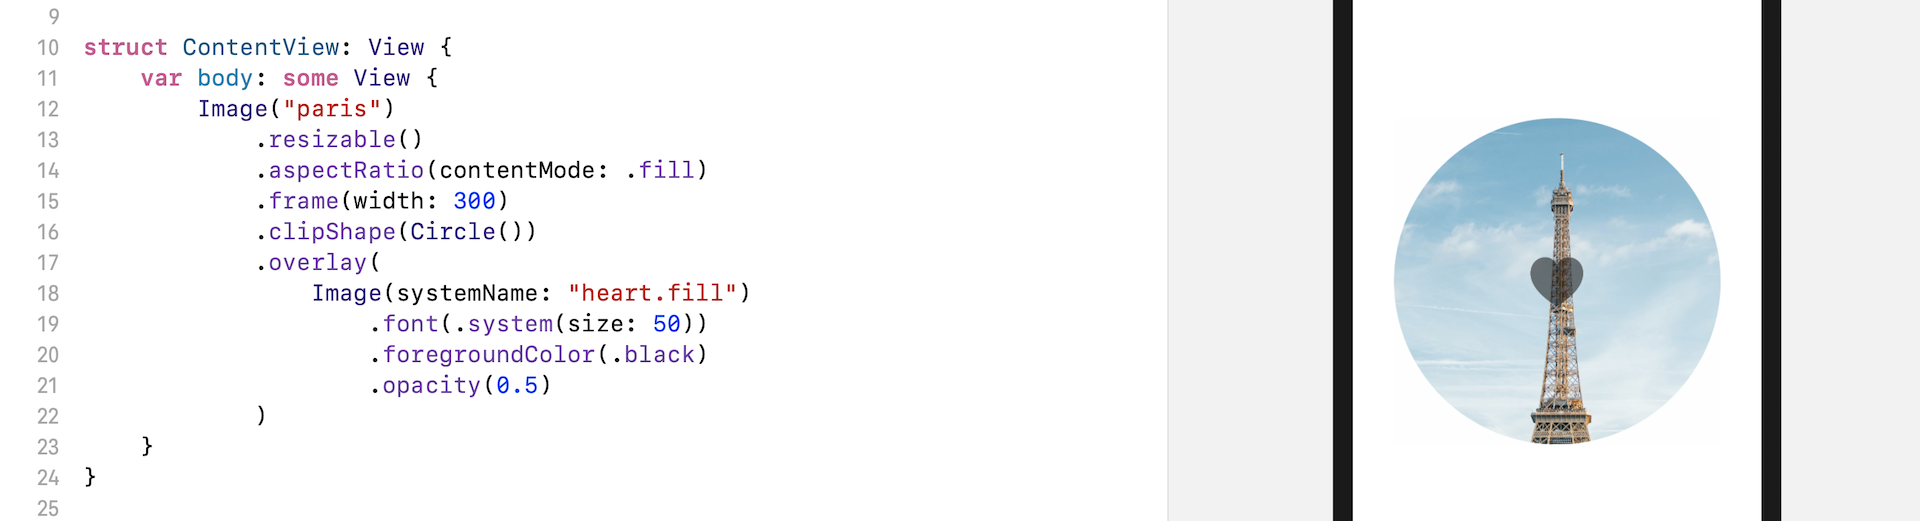 9
10 struct ContentView: View {
11 var body: some View {
12 Image("paris")
13 .resizable()
14 .aspectRatio(contentMode: .fill)
15 .frame(width: 300)
16 .clipShape(Circle())
17 .overlay(
18 Image(systemName: "heart.fill")
19 .font(.system(size: 50))
20 .foregroundColor(.black)
21 .opacity(0.5)
22 )
23 }
24 }
25